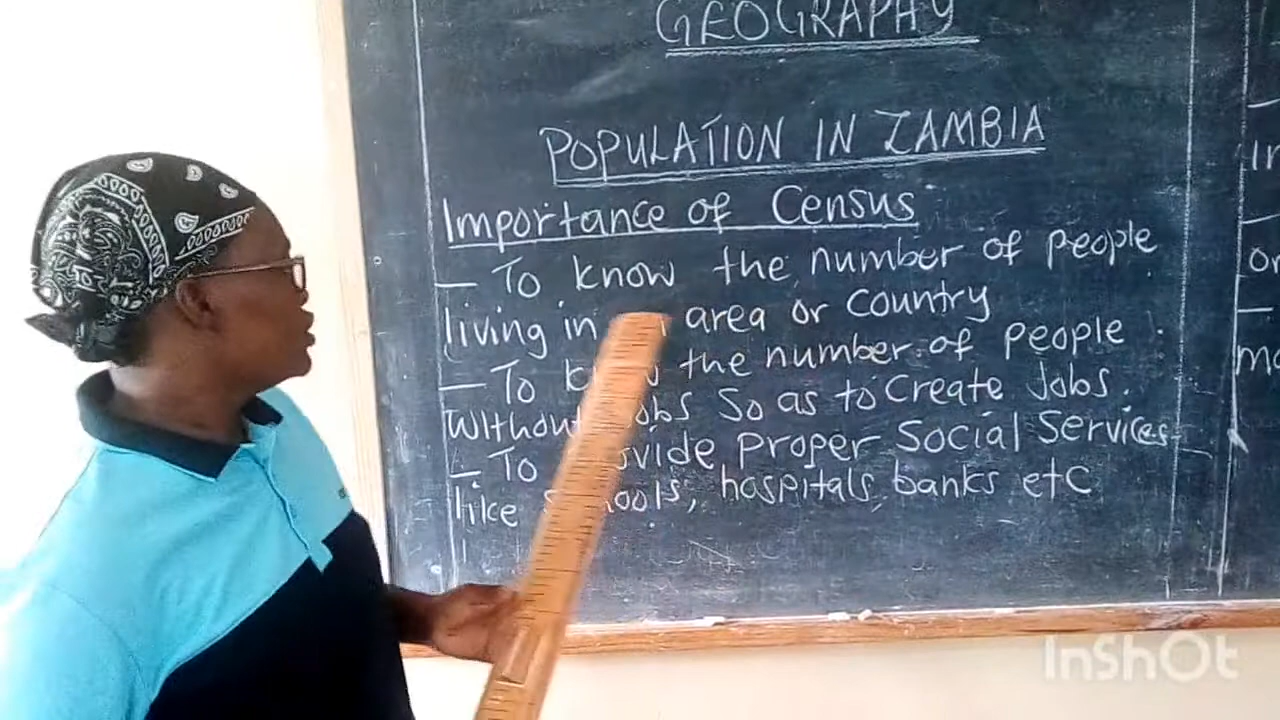 GEOGRAPHY
POPULATION IN ZAMBIA
Importance of Census
– To know the number of people
living in area or country
– To the number of people
without jobs so as to create jobs.
– To provide proper social services
like schools, hospitals, banks etc
InShOt